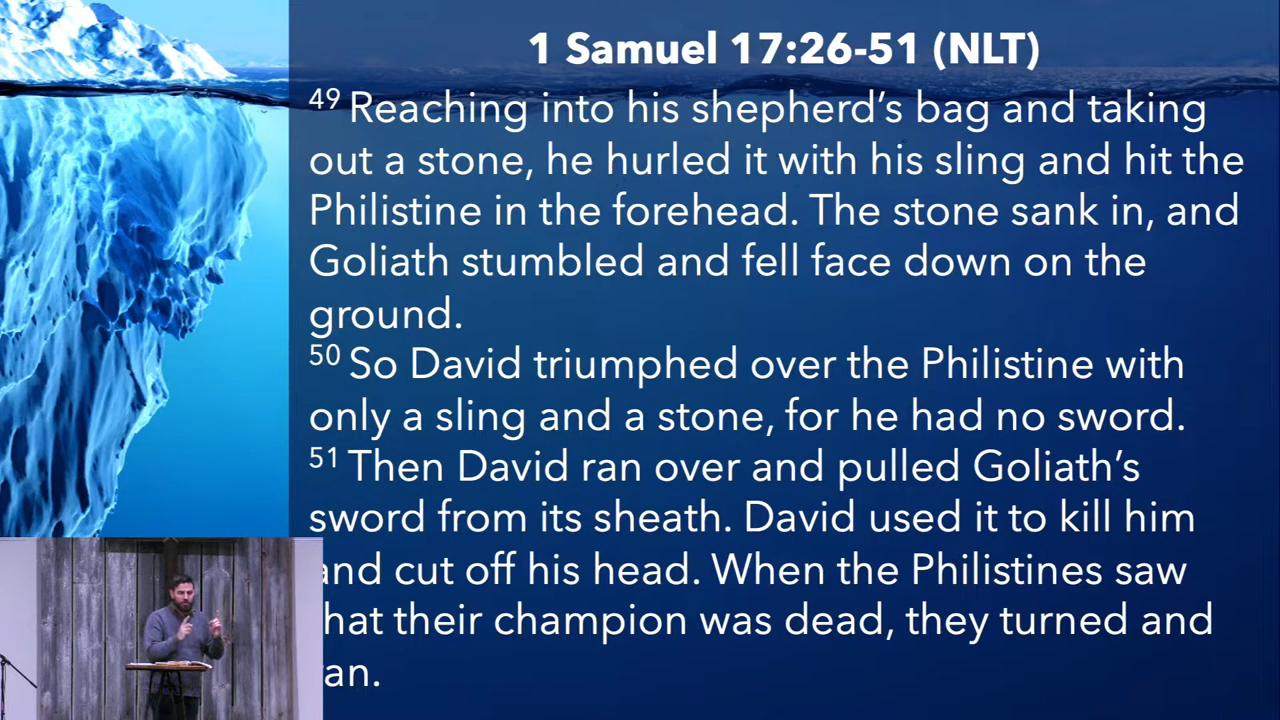 1 Samuel 17:26-51 (NLT)
49 Reaching into his shepherd's bag and taking
out a stone, he hurled it with his sling and hit the
Philistine in the forehead. The stone sank in, and
Goliath stumbled and fell face down on the
ground.
50 So David triumphed over the Philistine with
only a sling and a stone, for he had no sword.
51 Then David ran over and pulled Goliath's
sword from its sheath. David used it to kill him
and cut off his head. When the Philistines saw
hat their champion was dead, they turned and
an.